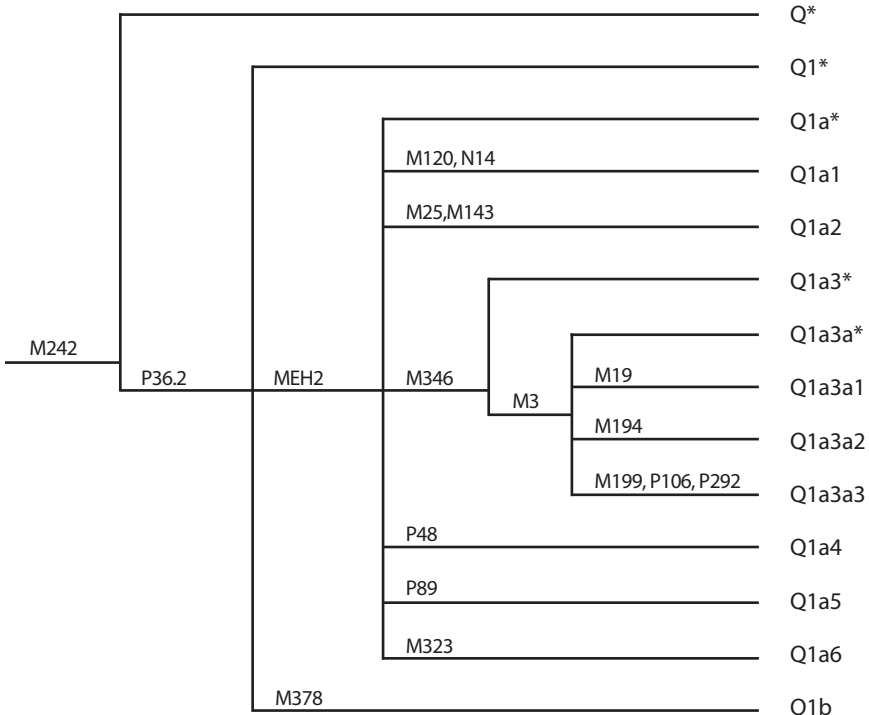 Q*
Q1*
Q1a*
M120, N14
Q1a1
M25,M143
Q1a2
Q1a3*
Q1a3a*
M242
P36.2
MEH2
M346
M19
Q1a3a1
M3
M194
Q1a3a2
M199, P106, P292
Q1a3a3
P48
Q1a4
P89
Q1a5
M323
Q1a6
M378
O1b